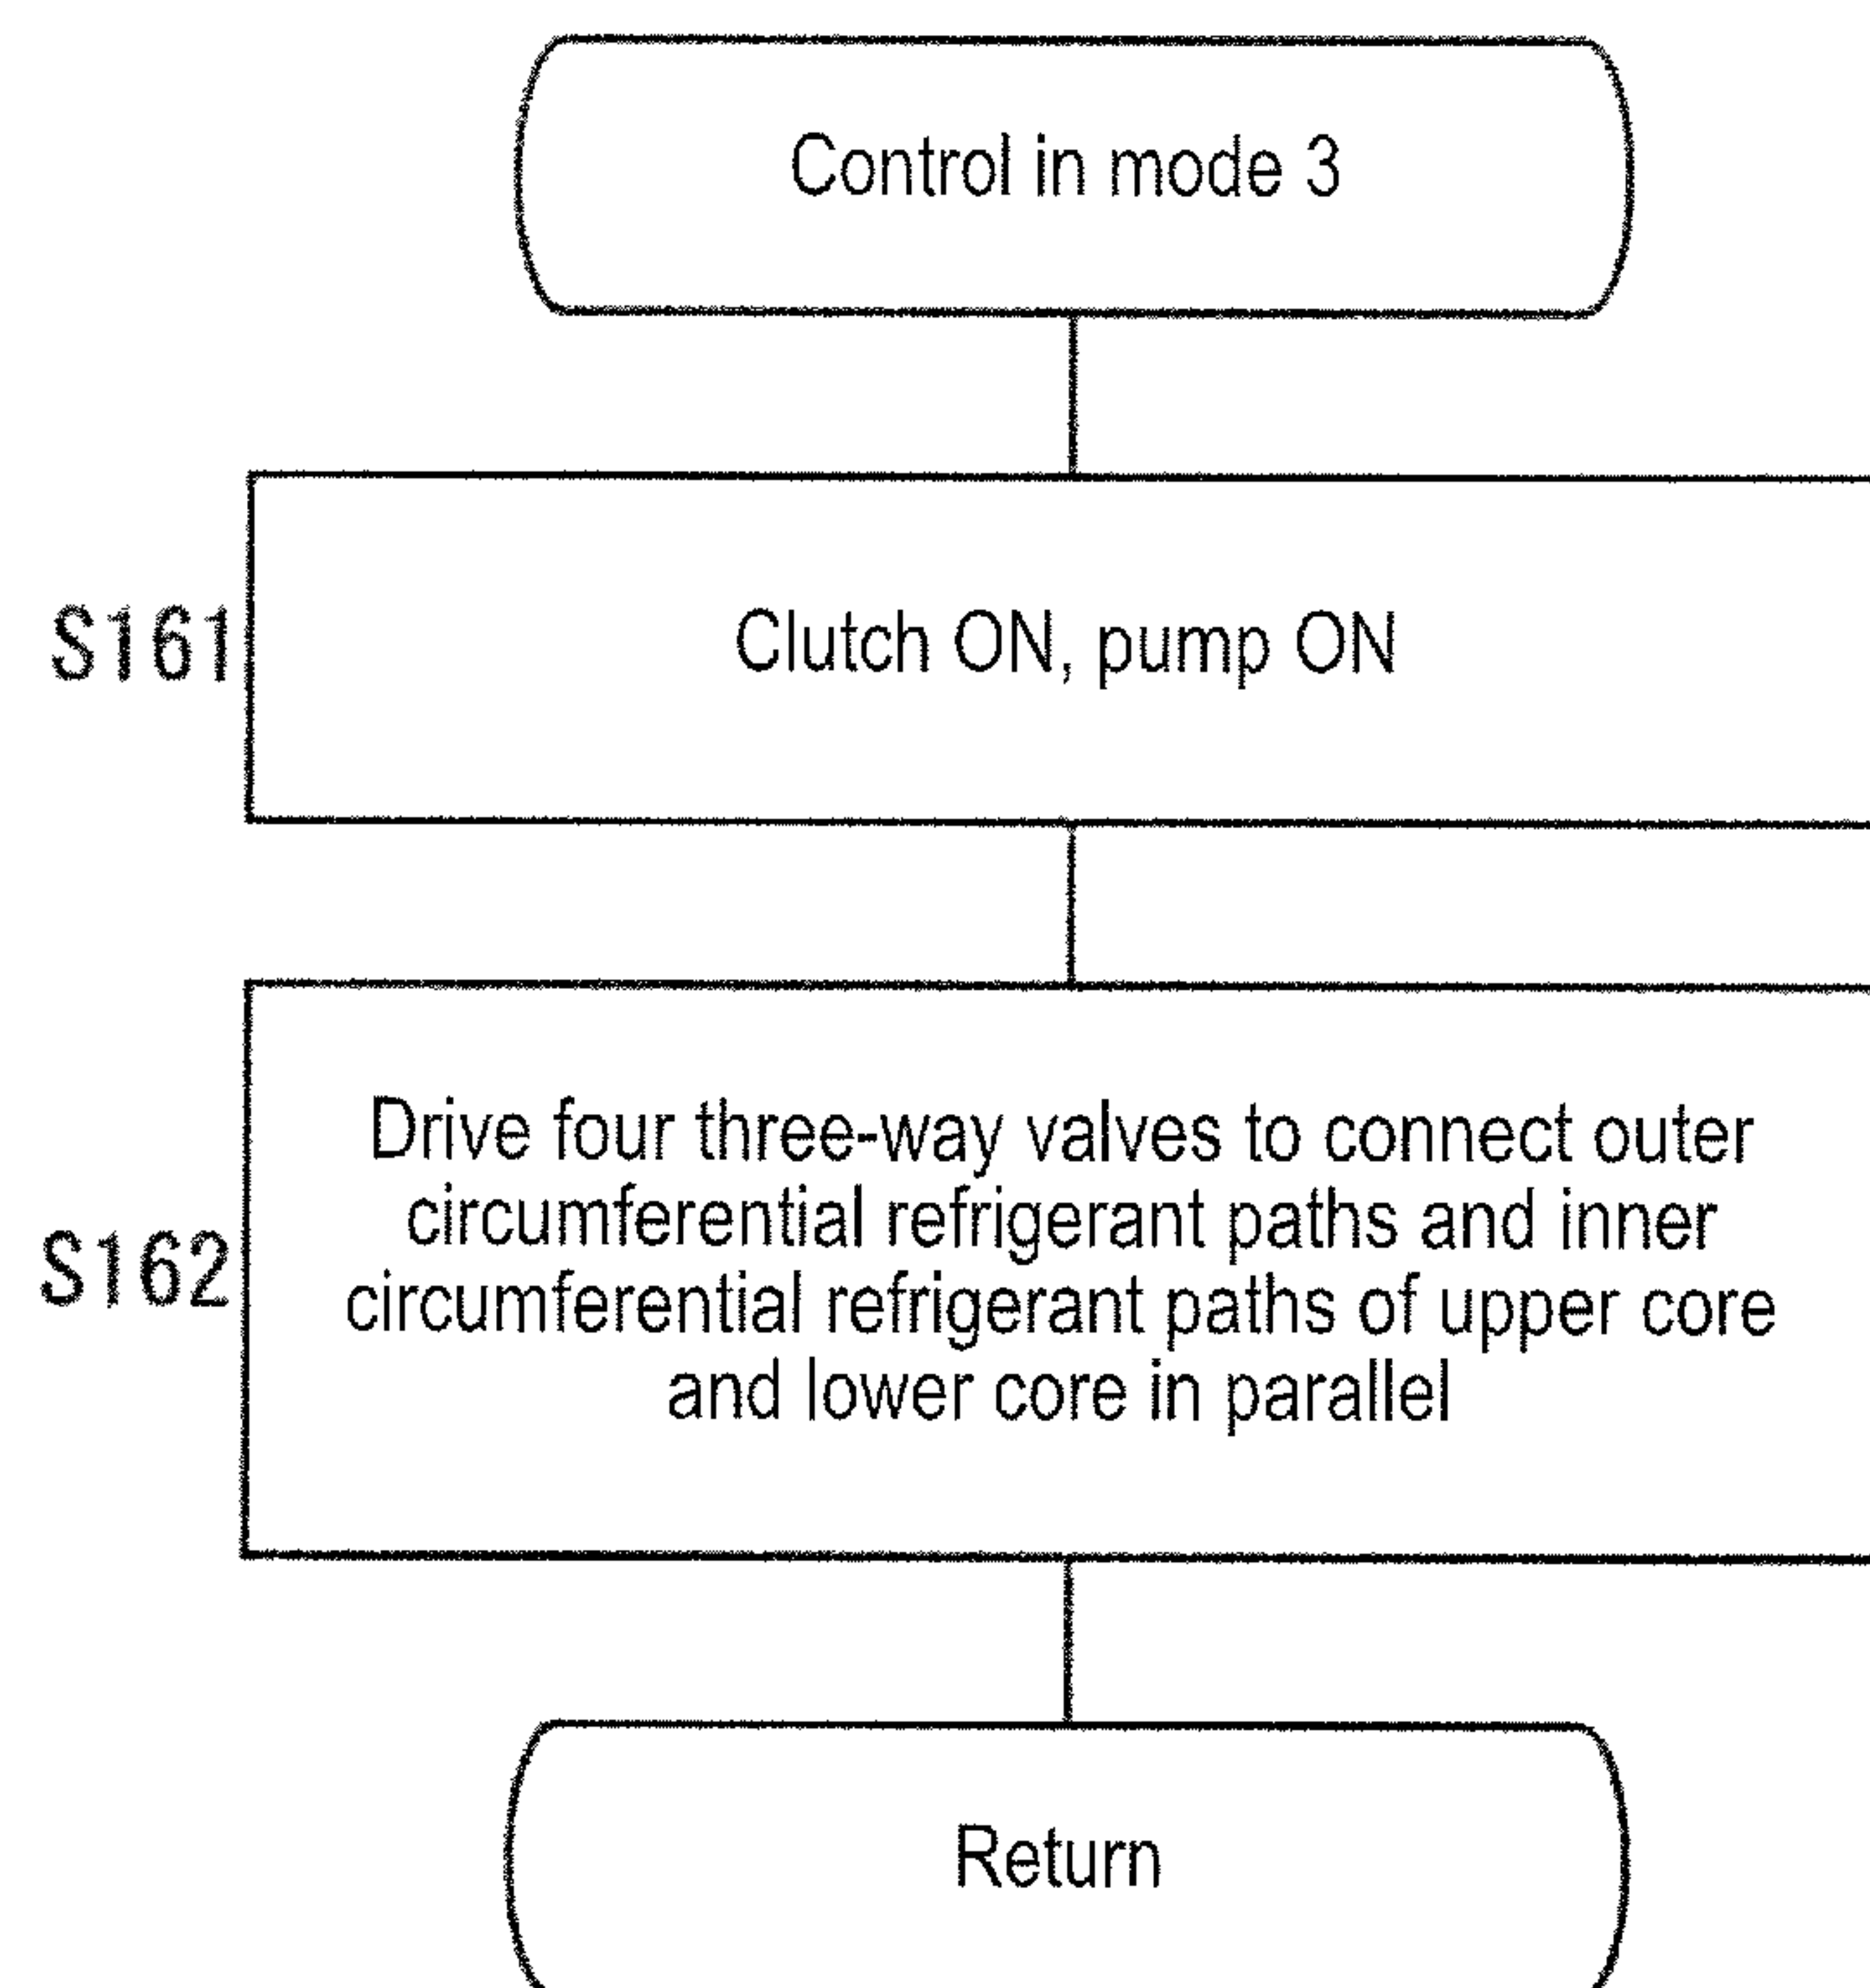 Control in mode 3
S161
Clutch ON, pump ON
S162
Drive four three-way valves to connect outer
circumferential refrigerant paths and inner
circumferential refrigerant paths of upper core
and lower core in parallel
Return